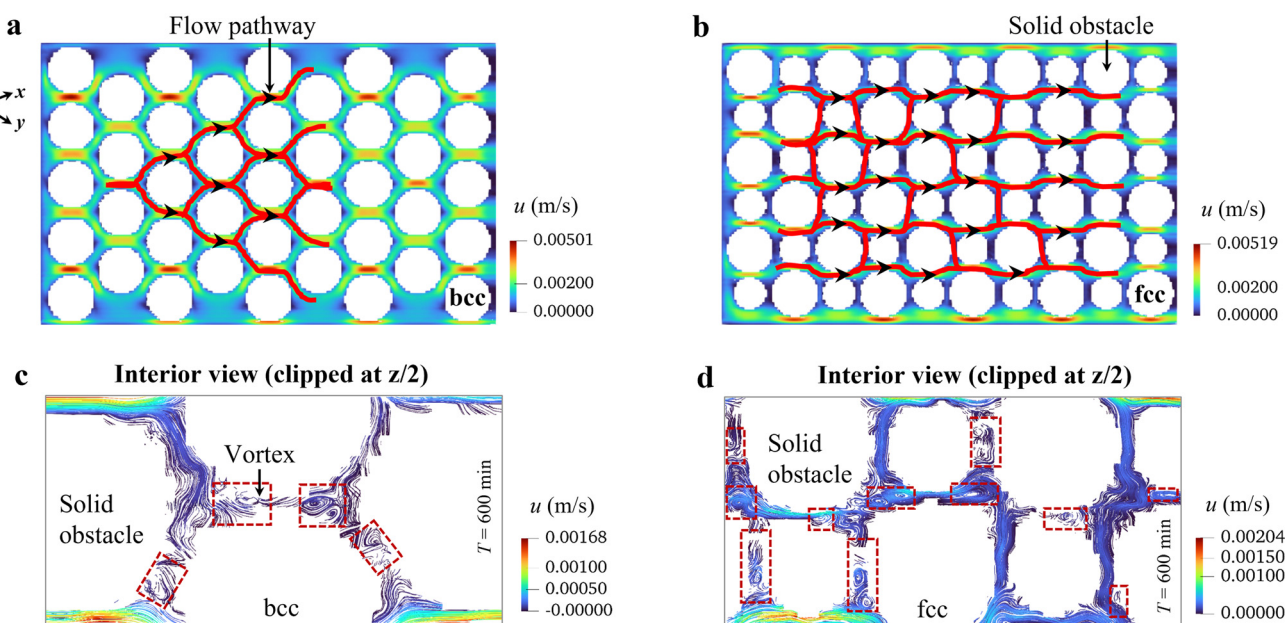 a
Flow pathway
x
y
u (m/s)
0.00501
0.00200
0.00000
bcc
b
Solid obstacle
u (m/s)
0.00519
0.00200
0.00000
fcc
c
Interior view (clipped at z/2)
Vortex
Solid
obstacle
bcc
T = 600 min
u (m/s)
0.00168
0.00100
0.00050
-0.00000
d
Interior view (clipped at z/2)
Solid
obstacle
fcc
T = 600 min
u (m/s)
0.00204
0.00150
0.00100
0.00000